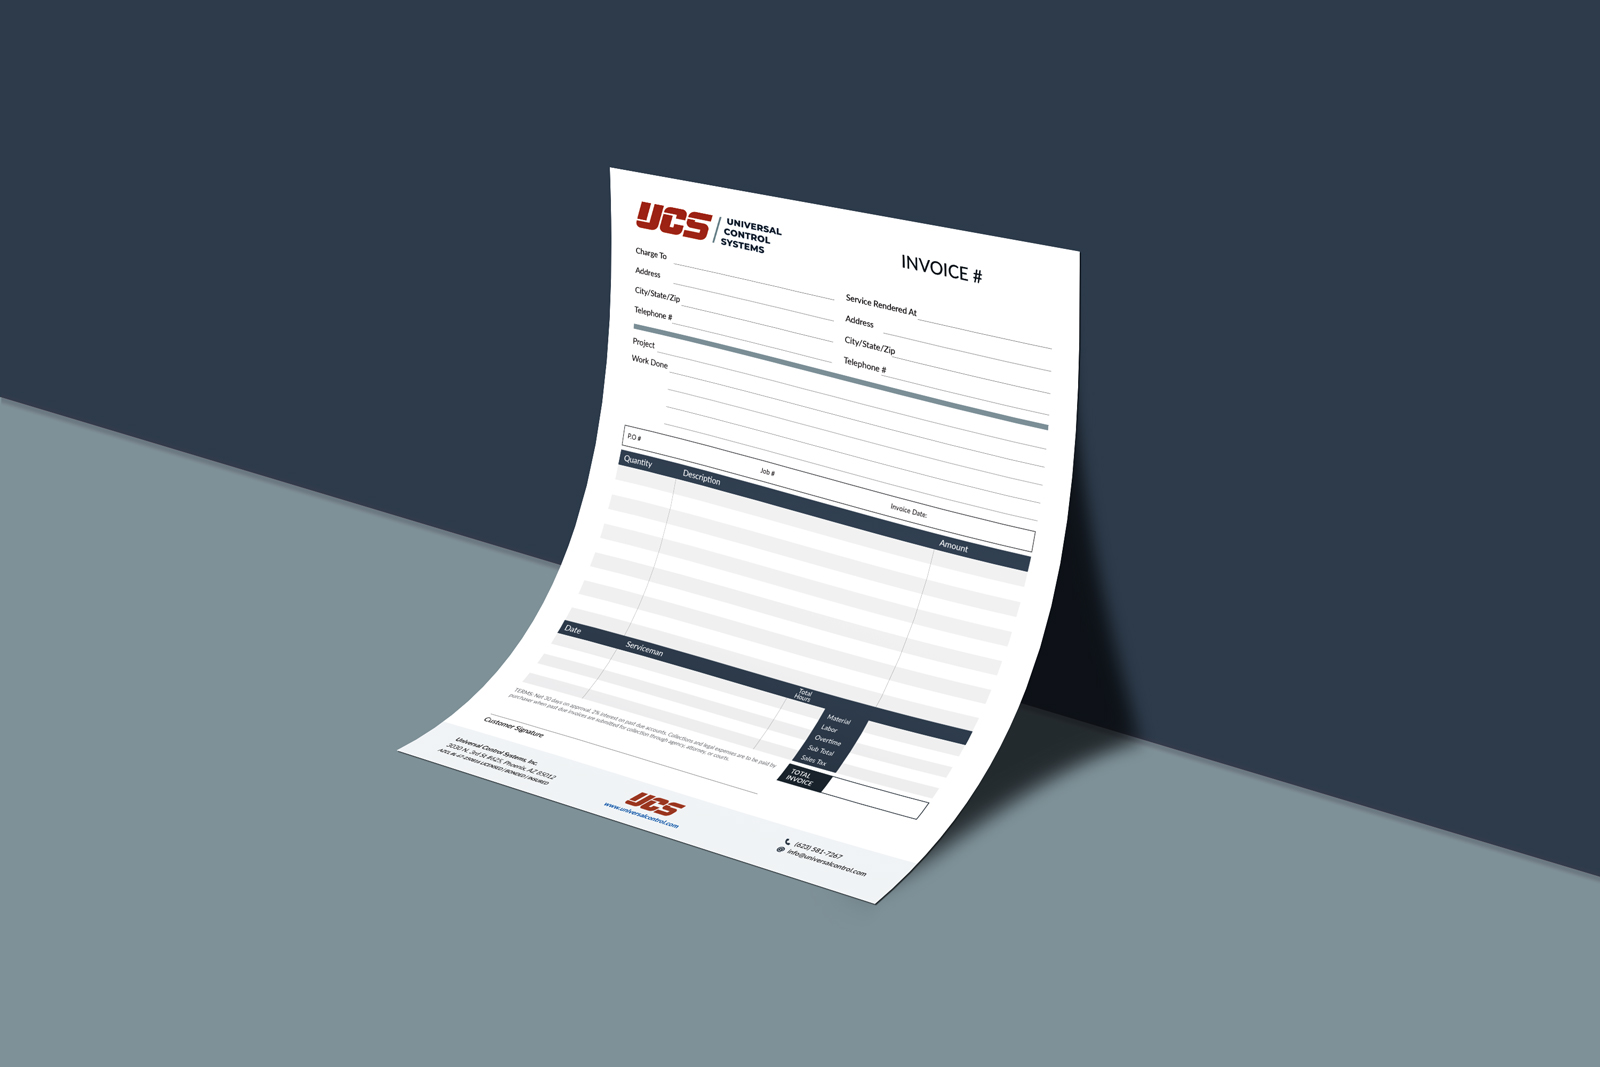 UCS
UNIVERSAL
CONTROL
SYSTEMS
INVOICE #
Charge To
Address
City/State/Zip
Telephone #
Service Rendered At
Address
City/State/Zip
Telephone #
Project
Work Done
P.O #
Job #
Invoice Date:
Quantity
Description
Amount
Date
Serviceman
Total
Hours
Material
Labor
Overtime
Sub Total
Sales Tax
TOTAL
INVOICE
TERMS: Net 30 days on approval, 2% interest on past due accounts. Collections and legal expenses are to be paid by
purchaser when past due invoices are submitted for collection through agency, attorney, or courts.
Customer Signature
Universal Control Systems, Inc.
3030 N. 3rd St #625, Phoenix, AZ 85012
LICENSED / BONDED / INSURED
UCS
www.universalcontrol.com
(623) 581-7267
info@universalcontrol.com